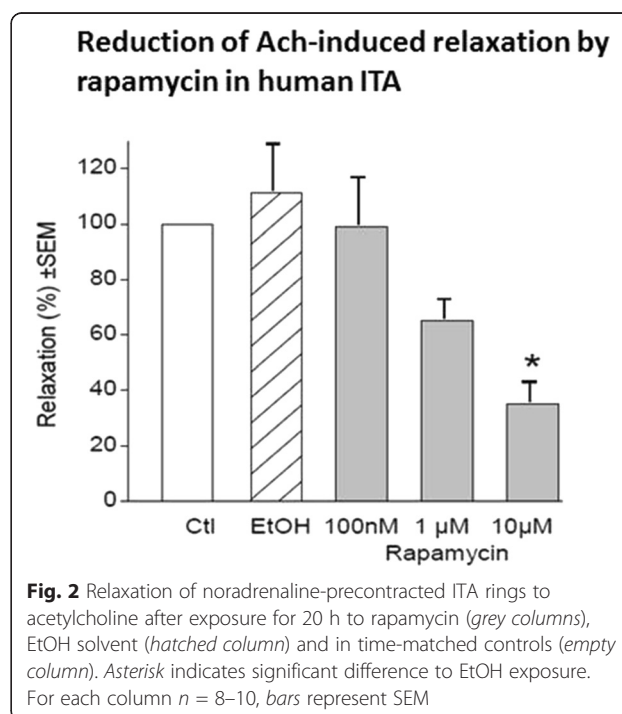 Reduction of Ach-induced relaxation by
rapamycin in human ITA
Relaxation (%) ±SEM
120
100
80
60
40
20
0
*
Ctl EtOH 100nM 1 µM 10µM
Rapamycin
Fig. 2 Relaxation of noradrenaline-precontracted ITA rings to
acetylcholine after exposure for 20 h to rapamycin (grey columns),
EtOH solvent (hatched column) and in time-matched controls (empty
column). Asterisk indicates significant difference to EtOH exposure.
For each column n = 8–10, bars represent SEM